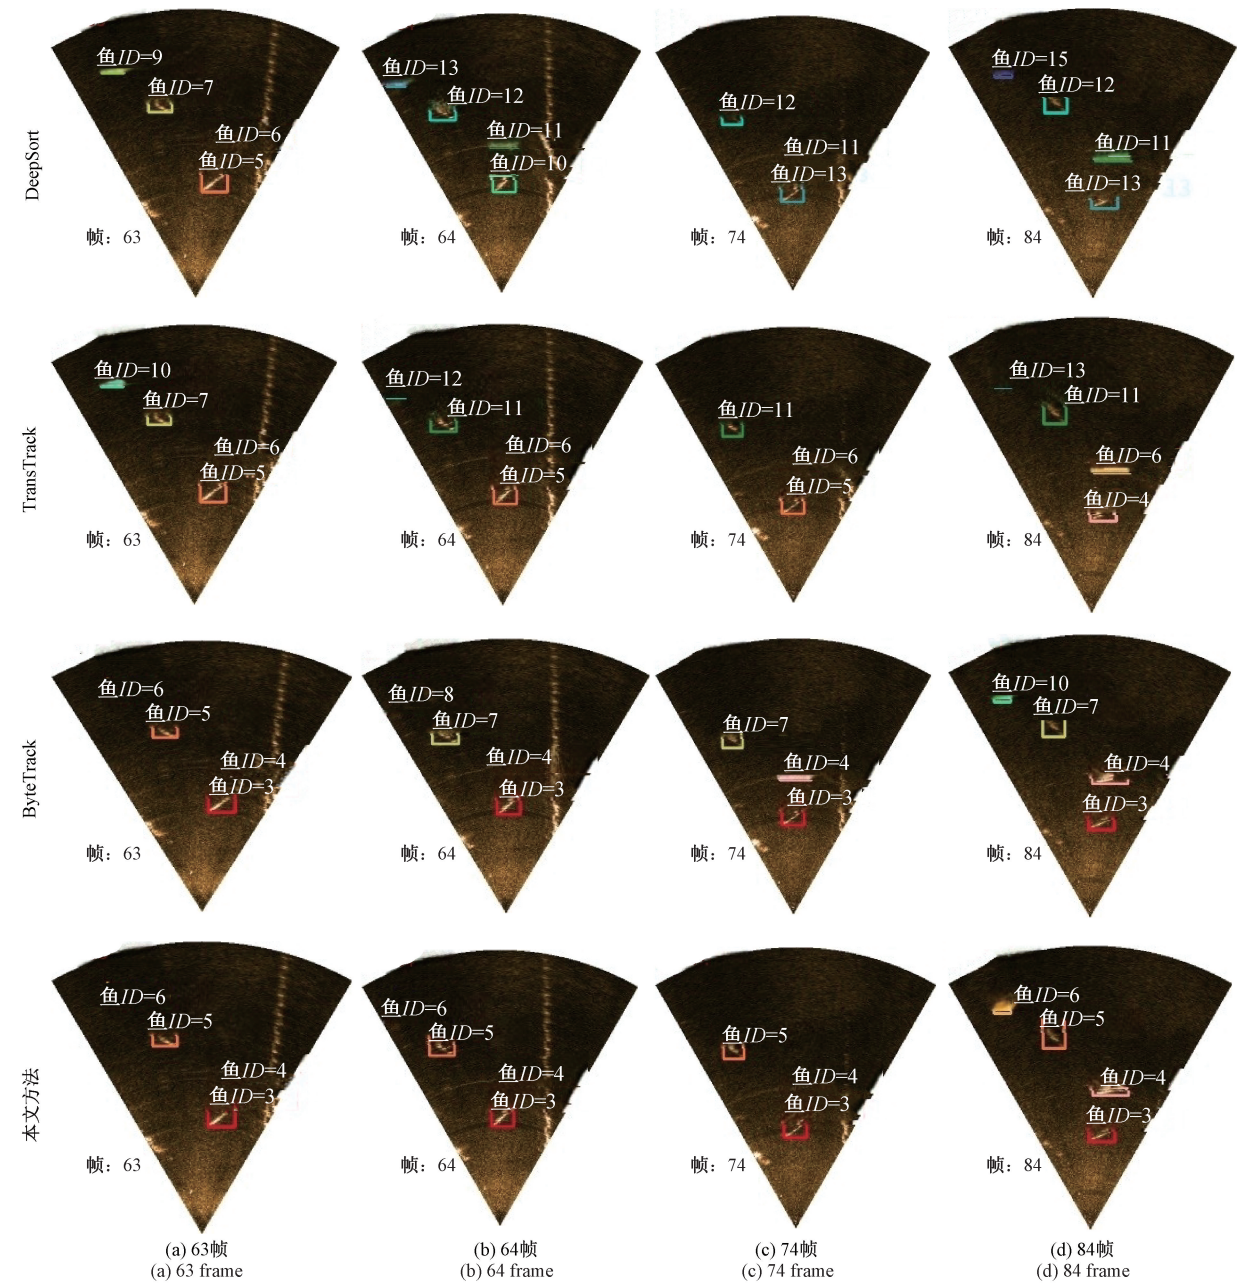 DeepSort
鱼ID=9
鱼ID=7
鱼ID=6
鱼ID=5
帧：63
鱼ID=13
鱼ID=12
鱼ID=11
鱼ID=10
帧：64
鱼ID=12
鱼ID=11
鱼ID=13
帧：74
鱼ID=15
鱼ID=12
鱼ID=11
鱼ID=13
13
帧：84
TransTrack
鱼ID=10
鱼ID=7
鱼ID=6
鱼ID=5
帧：63
鱼ID=12
鱼ID=11
鱼ID=6
鱼ID=5
帧：64
鱼ID=11
鱼ID=6
鱼ID=5
帧：74
鱼ID=13
鱼ID=11
鱼ID=6
鱼ID=4
帧：84
ByteTrack
鱼ID=6
鱼ID=5
鱼ID=4
鱼ID=3
帧：63
鱼ID=8
鱼ID=7
鱼ID=4
鱼ID=3
帧：64
鱼ID=7
鱼ID=4
鱼ID=3
帧：74
鱼ID=10
鱼ID=7
鱼ID=4
鱼ID=3
帧：84
本文方法
鱼ID=6
鱼ID=5
鱼ID=4
鱼ID=3
帧：63
鱼ID=6
鱼ID=5
鱼ID=4
鱼ID=3
帧：64
鱼ID=5
鱼ID=4
鱼ID=3
帧：74
鱼ID=6
鱼ID=5
鱼ID=4
鱼ID=3
帧：84
(a) 63帧
(a) 63 frame
(b) 64帧
(b) 64 frame
(c) 74帧
(c) 74 frame
(d) 84帧
(d) 84 frame